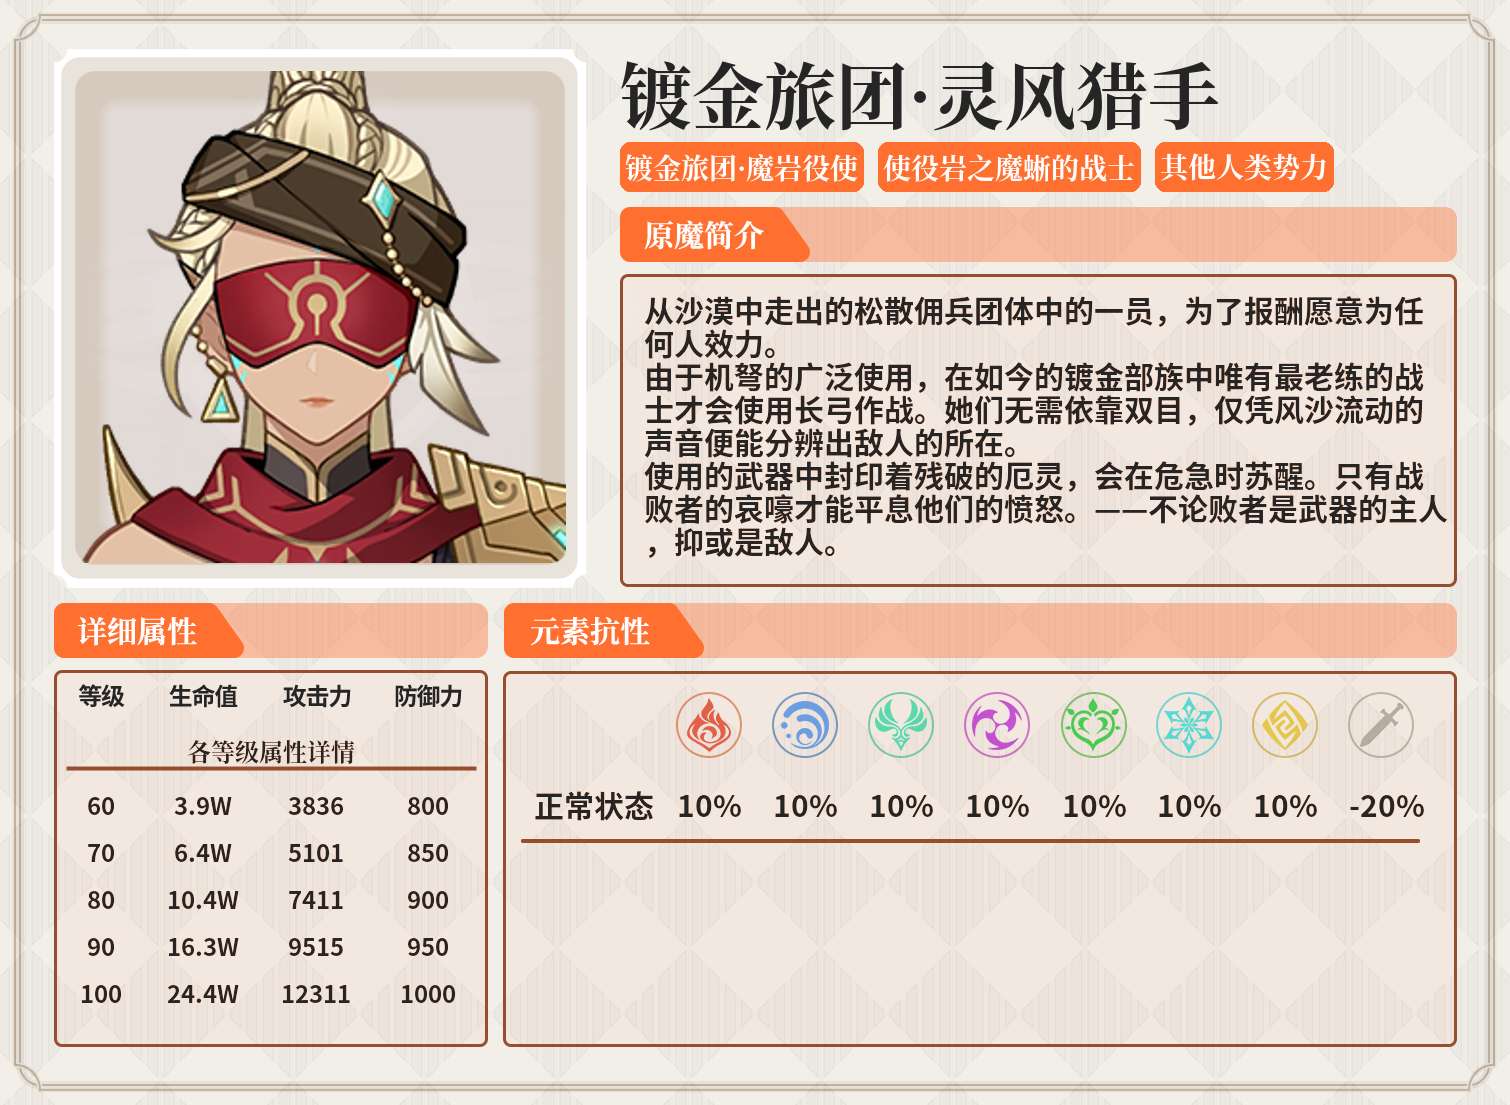 镀金旅团·灵风猎手
镀金旅团·魔岩役使 使役岩之魔蜥的战士 其他人类势力
原魔简介
从沙漠中走出的松散佣兵团体中的一员，为了报酬愿意为任
何人效力。
由于机弩的广泛使用，在如今的镀金部族中唯有最老练的战
士才会使用长弓作战。她们无需依靠双目，仅凭风沙流动的
声音便能分辨出敌人的所在。
使用的武器中封印着残破的厄灵，会在危急时苏醒。只有战
败者的哀嚎才能平息他们的愤怒。——不论败者是武器的主人
，抑或是敌人。
详细属性
等级 生命值 攻击力 防御力
各等级属性详情
60 3.9W 3836 800
70 6.4W 5101 850
80 10.4W 7411 900
90 16.3W 9515 950
100 24.4W 12311 1000
元素抗性
正常状态 10% 10% 10% 10% 10% 10% 10% -20%